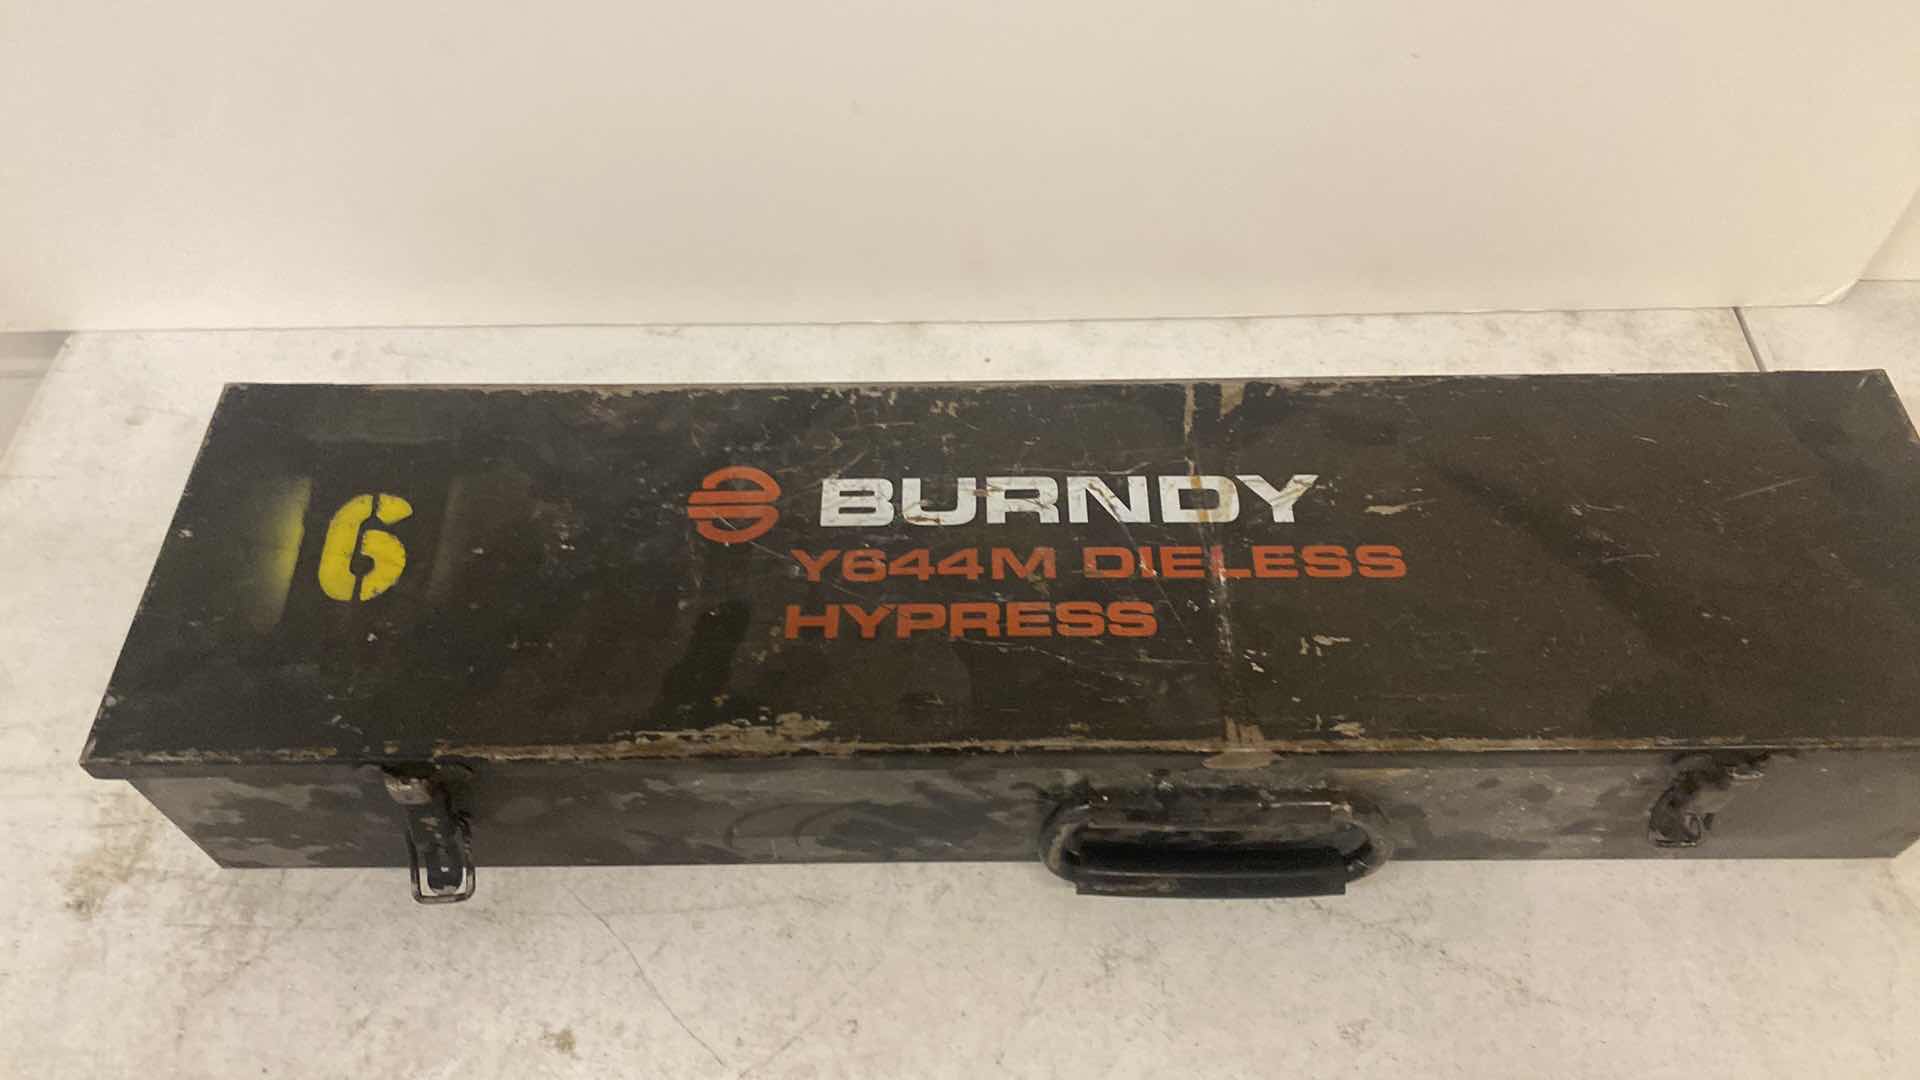 6
BURNDY
Y644M DIELESS
HYPRESS